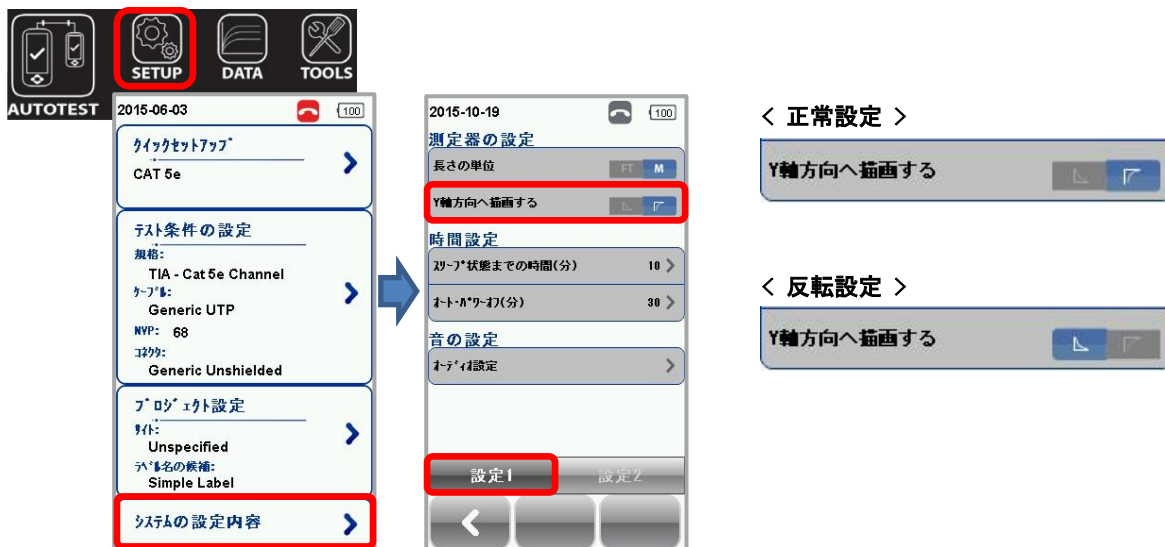 AUTOTEST
SETUP
DATA
TOOLS
2015-06-03
100
クイックセットアップ
CAT 5e
テスト条件の設定
規格:
TIA - Cat 5e Channel
ケーブル:
Generic UTP
NVP: 68
コネクタ:
Generic Unshielded
プロジェクト設定
サイト:
Unspecified
ラベル名の候補:
Simple Label
システムの設定内容
2015-10-19
100
測定器の設定
長さの単位 FT M
Y軸方向へ描画する
時間設定
スリープ状態までの時間(分) 10
オート・パワーオフ(分) 30
音の設定
オーディオ設定
設定1 設定2
< 正常設定 >
Y軸方向へ描画する
< 反転設定 >
Y軸方向へ描画する